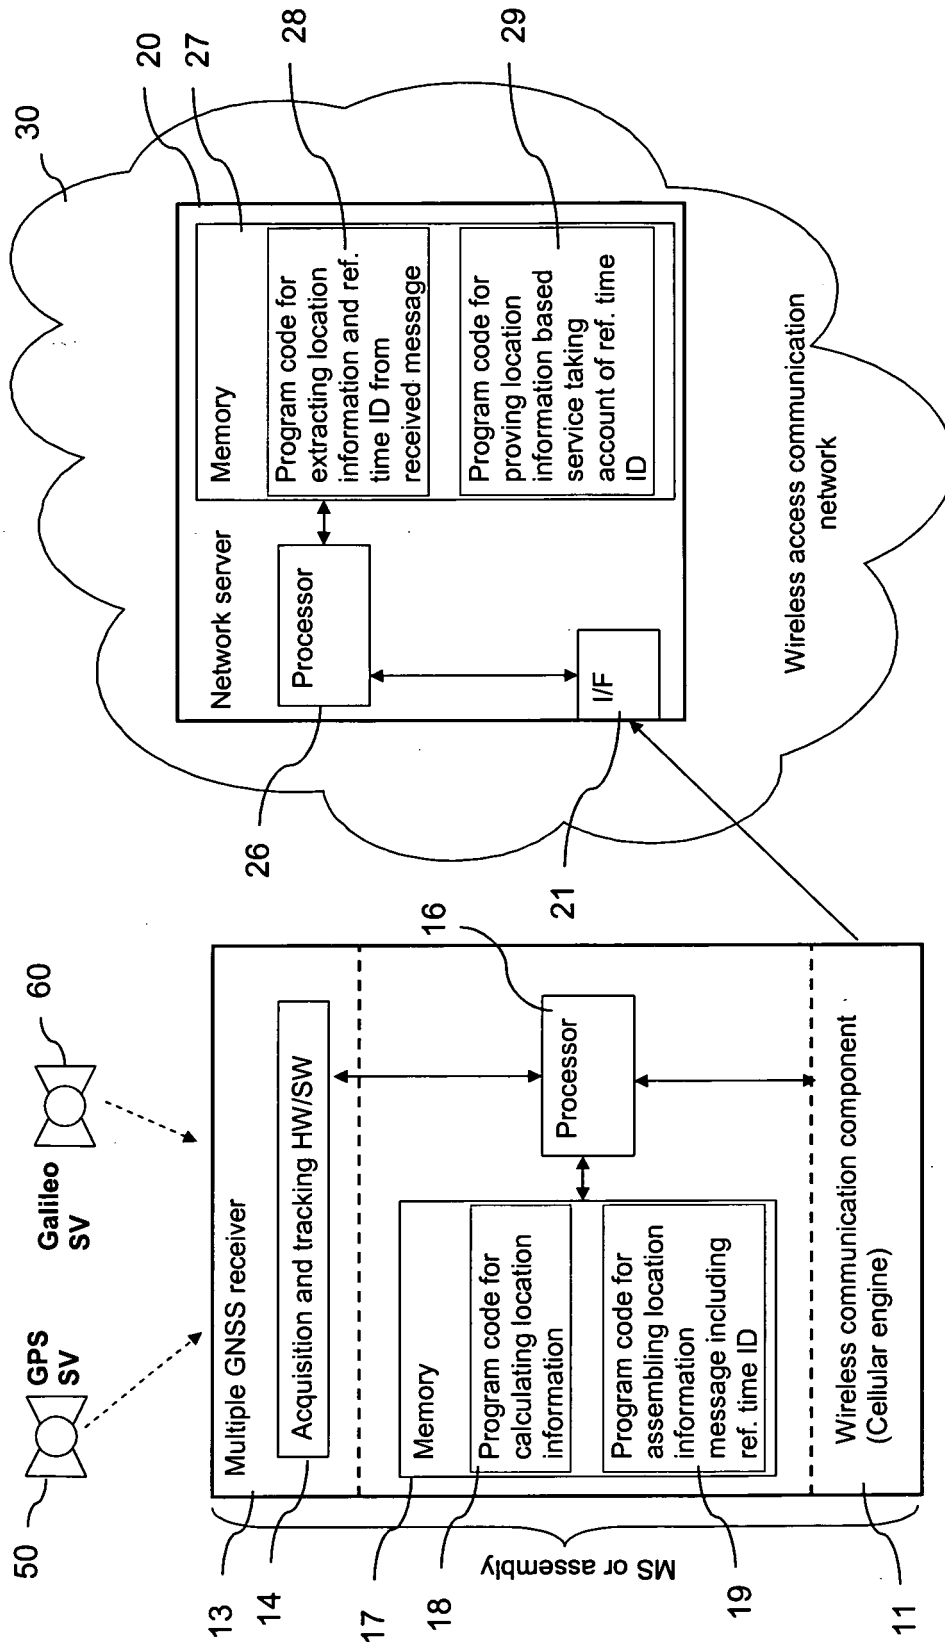 50
GPS
SV
Galileo
SV
60
13
Multiple GNSS receiver
14
Acquisition and tracking HW/SW
17
Memory
18
Program code for
calculating location
information
19
Program code for
assembling location
information
message including
ref. time ID
Processor
16
11
Wireless communication component
(Cellular engine)
MS or assembly
30
20
27
28
29
Network server
Memory
Program code for
extracting location
information and ref.
time ID from
received message
Program code for
proving location
information based
service taking
account of ref. time
ID
Processor
26
I/F
21
Wireless access communication
network